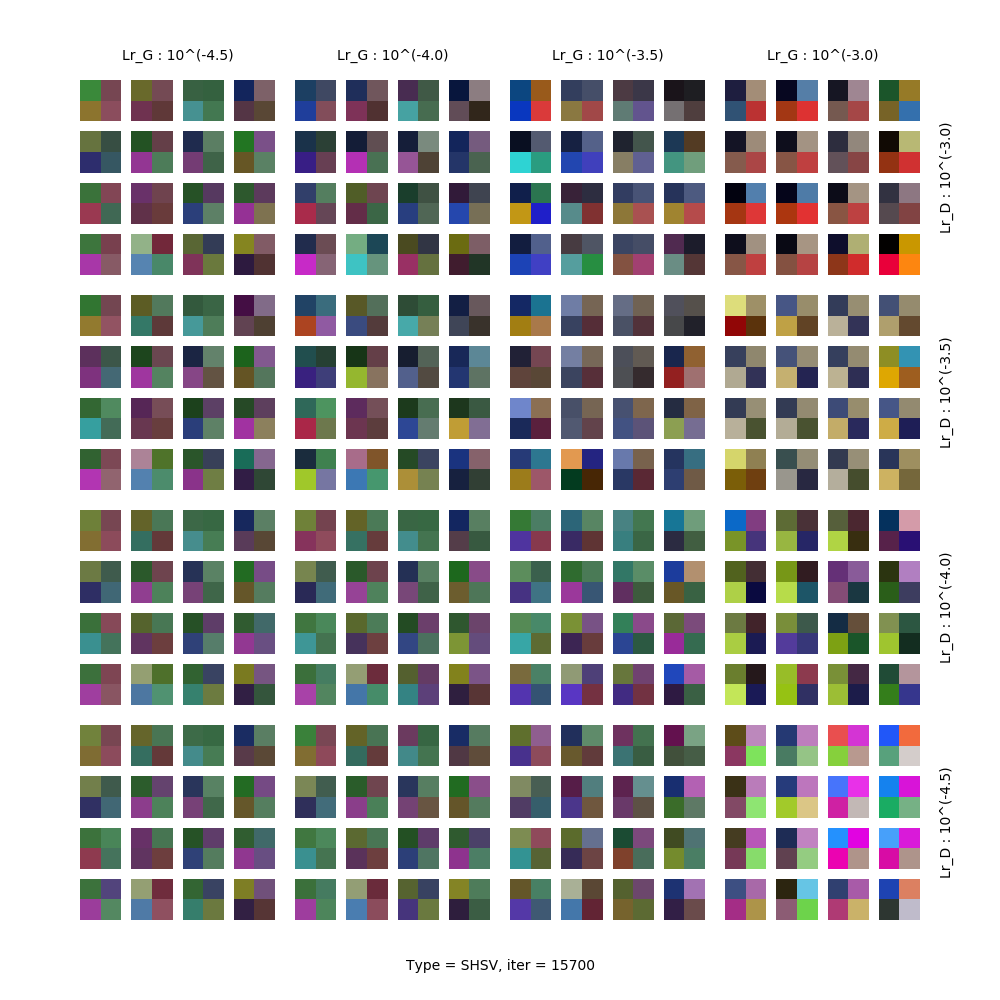 Lr_G : 10^(-4.5)
Lr_G : 10^(-4.0)
Lr_G : 10^(-3.5)
Lr_G : 10^(-3.0)
Lr_D : 10^(-3.0)
Lr_D : 10^(-3.5)
Lr_D : 10^(-4.0)
Lr_D : 10^(-4.5)
Type = SHSV, iter = 15700